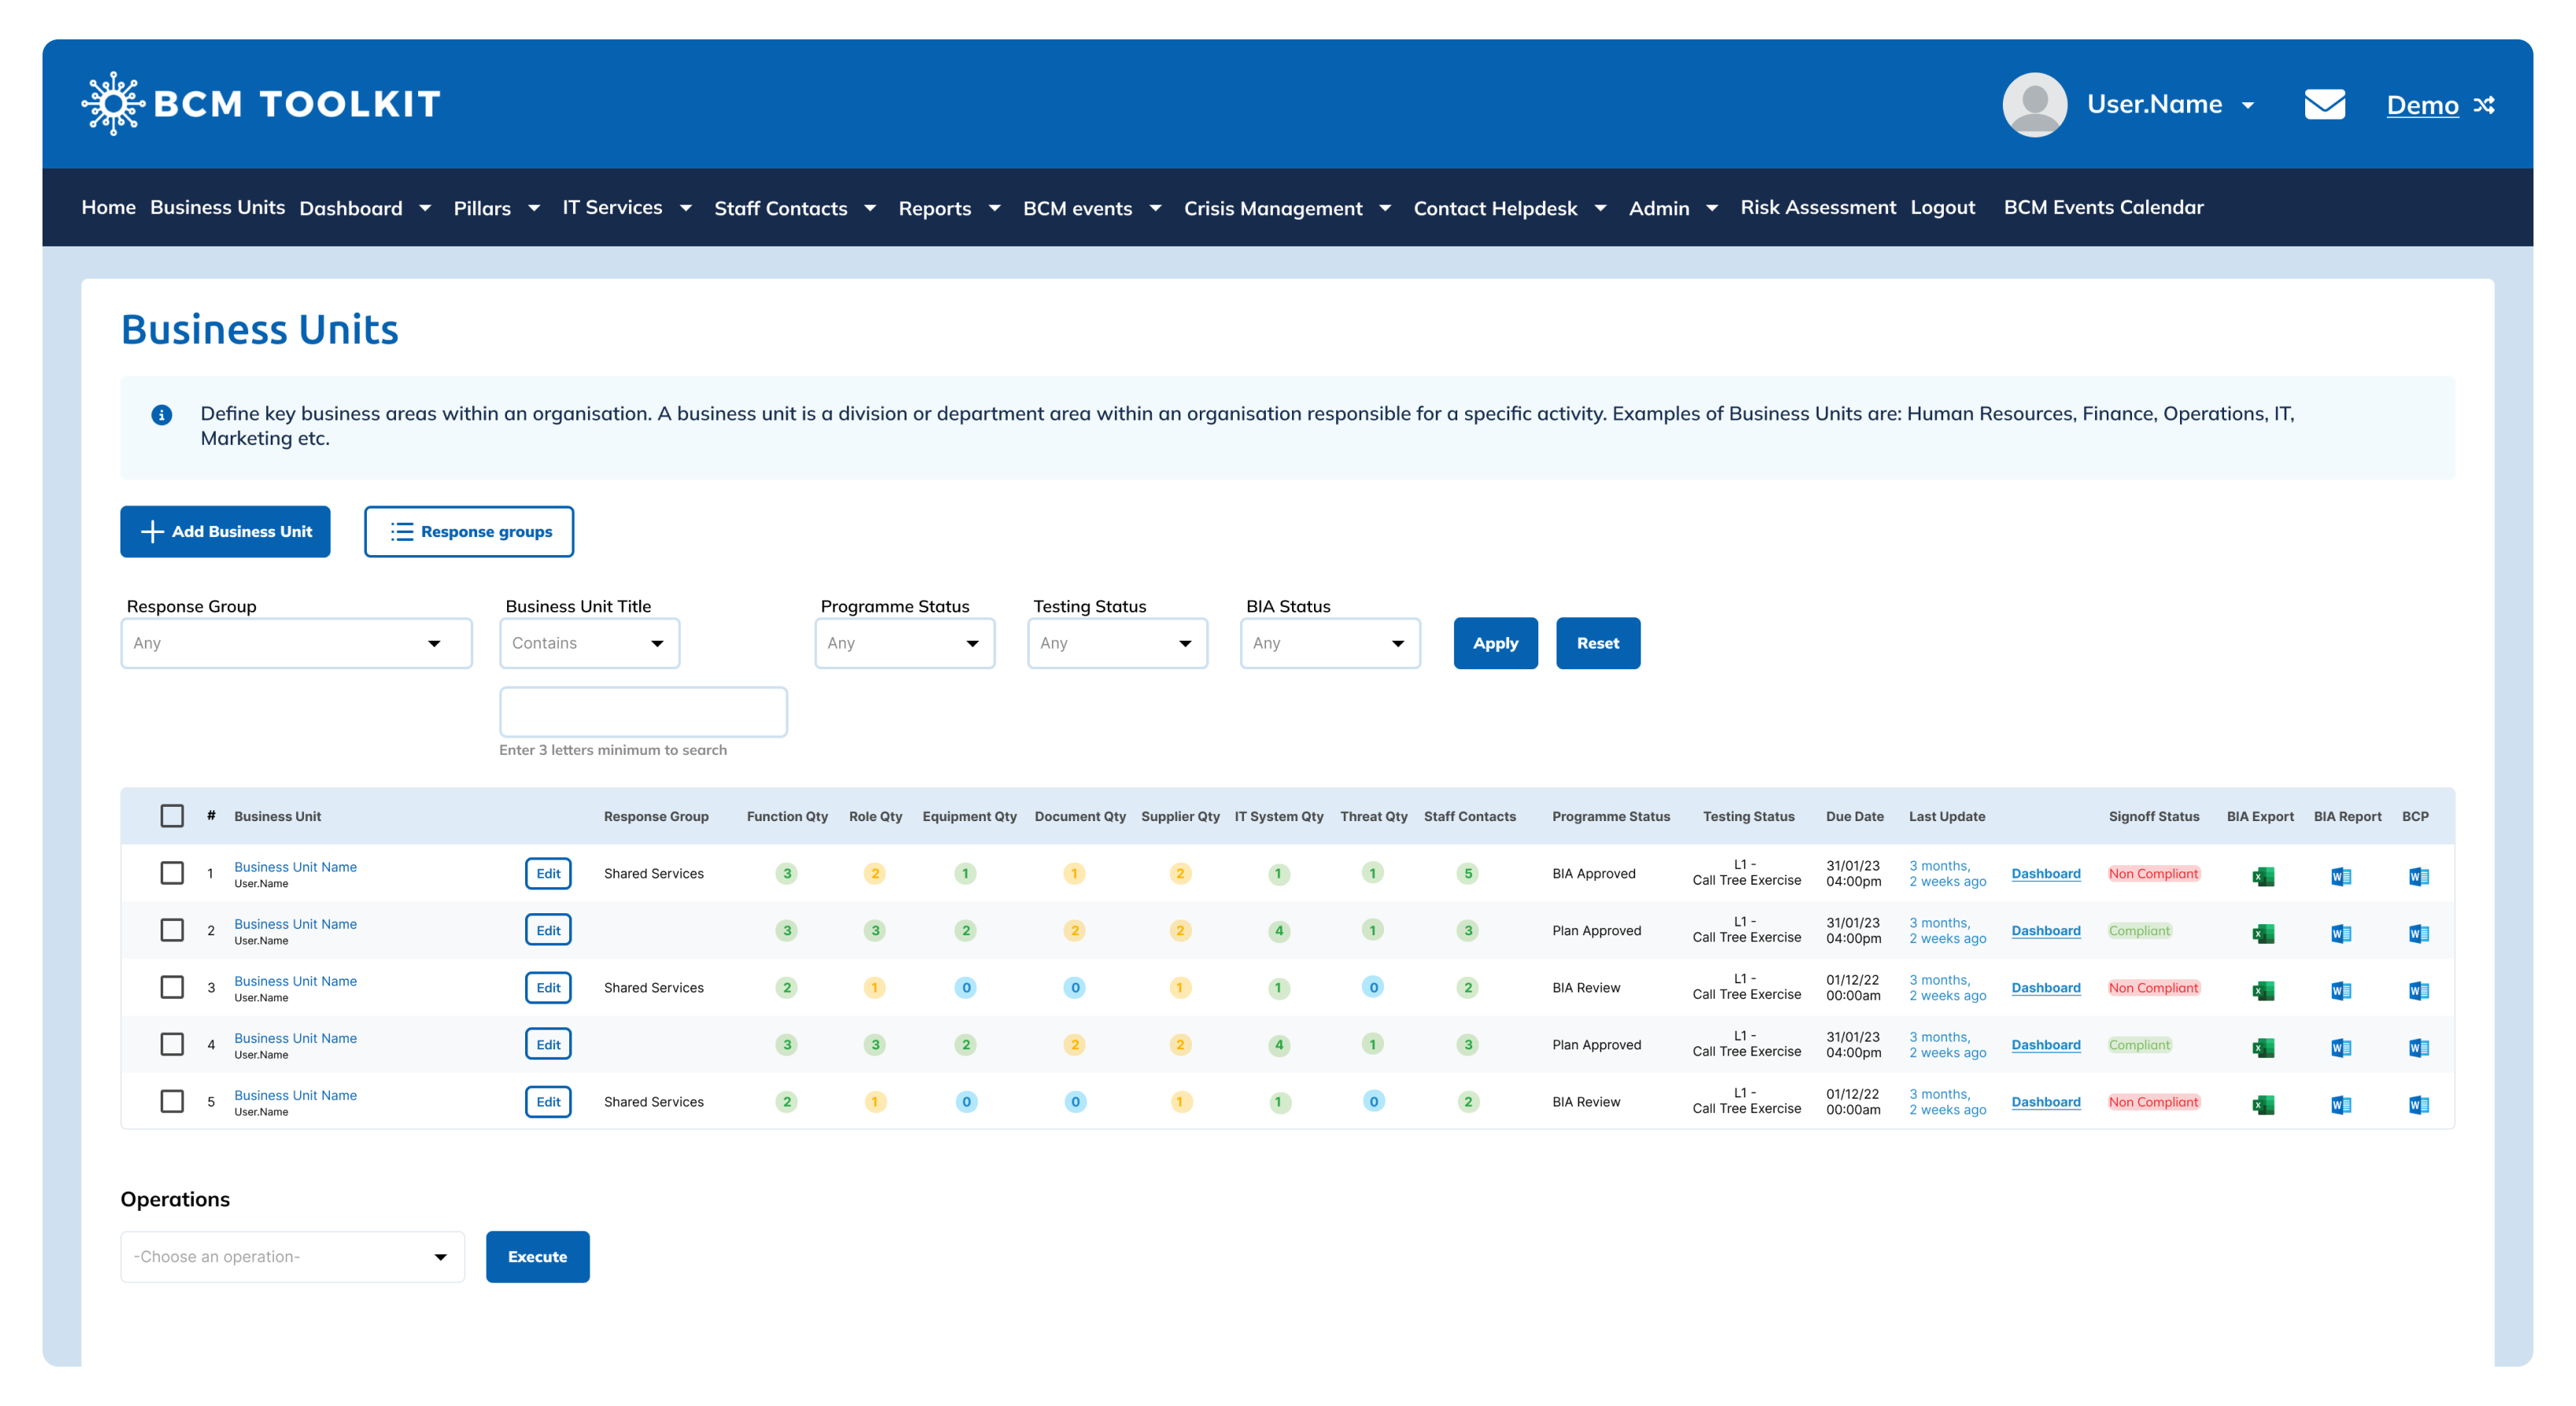 BCM TOOLKIT
User.Name
Demo
Home Business Units Dashboard Pillars IT Services Staff Contacts Reports BCM events Crisis Management Contact Helpdesk Admin Risk Assessment Logout BCM Events Calendar
Business Units
Define key business areas within an organisation. A business unit is a division or department area within an organisation responsible for a specific activity. Examples of Business Units are: Human Resources, Finance, Operations, IT,
Marketing etc.
Add Business Unit
Response groups
Response Group Business Unit Title Programme Status Testing Status BIA Status
Any Contains Any Any Any Apply Reset
Enter 3 letters minimum to search
# Business Unit Response Group Function Qty Role Qty Equipment Qty Document Qty Supplier Qty IT System Qty Threat Qty Staff Contacts Programme Status Testing Status Due Date Last Update Signoff Status BIA Export BIA Report BCP
1 Business Unit Name User.Name Edit Shared Services 3 2 1 1 2 1 1 5 BIA Approved L1 - Call Tree Exercise 31/01/23 04:00pm 3 months, 2 weeks ago Dashboard Non Compliant
2 Business Unit Name User.Name Edit 3 3 2 2 2 4 1 3 Plan Approved L1 - Call Tree Exercise 31/01/23 04:00pm 3 months, 2 weeks ago Dashboard Compliant
3 Business Unit Name User.Name Edit Shared Services 2 1 0 0 1 1 0 2 BIA Review L1 - Call Tree Exercise 01/12/22 00:00am 3 months, 2 weeks ago Dashboard Non Compliant
4 Business Unit Name User.Name Edit 3 3 2 2 2 4 1 3 Plan Approved L1 - Call Tree Exercise 31/01/23 04:00pm 3 months, 2 weeks ago Dashboard Compliant
5 Business Unit Name User.Name Edit Shared Services 2 1 0 0 1 1 0 2 BIA Review L1 - Call Tree Exercise 01/12/22 00:00am 3 months, 2 weeks ago Dashboard Non Compliant
Operations
-Choose an operation- Execute